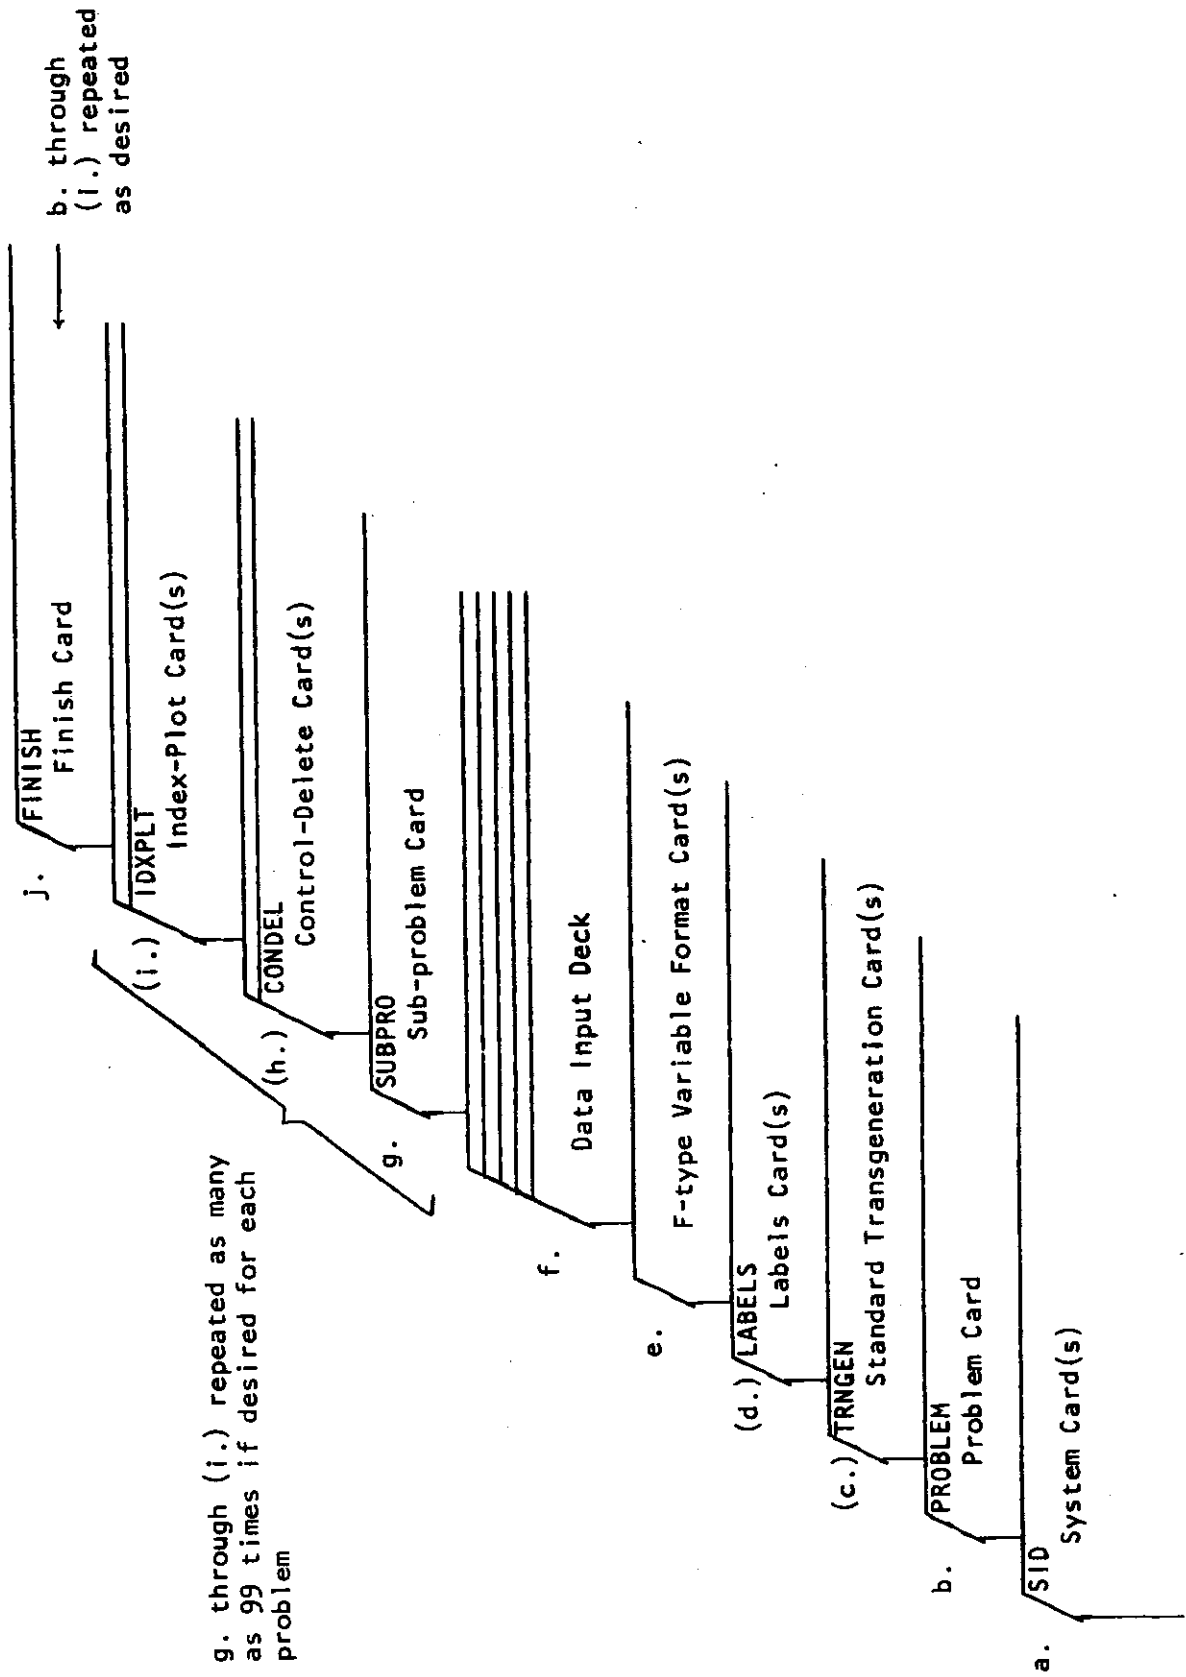 b. through
(i.) repeated
as desired
j.
FINISH
Finish Card
(i.)
IDXPLT
Index-Plot Card(s)
(h.)
CONDEL
Control-Delete Card(s)
g.
SUBPRO
Sub-problem Card
g. through (i.) repeated as many
as 99 times if desired for each
problem
f.
Data Input Deck
e.
F-type Variable Format Card(s)
(d.)
LABELS
Labels Card(s)
(c.)
TRNGEN
Standard Transgeneration Card(s)
b.
PROBLEM
Problem Card
a.
SID
System Card(s)